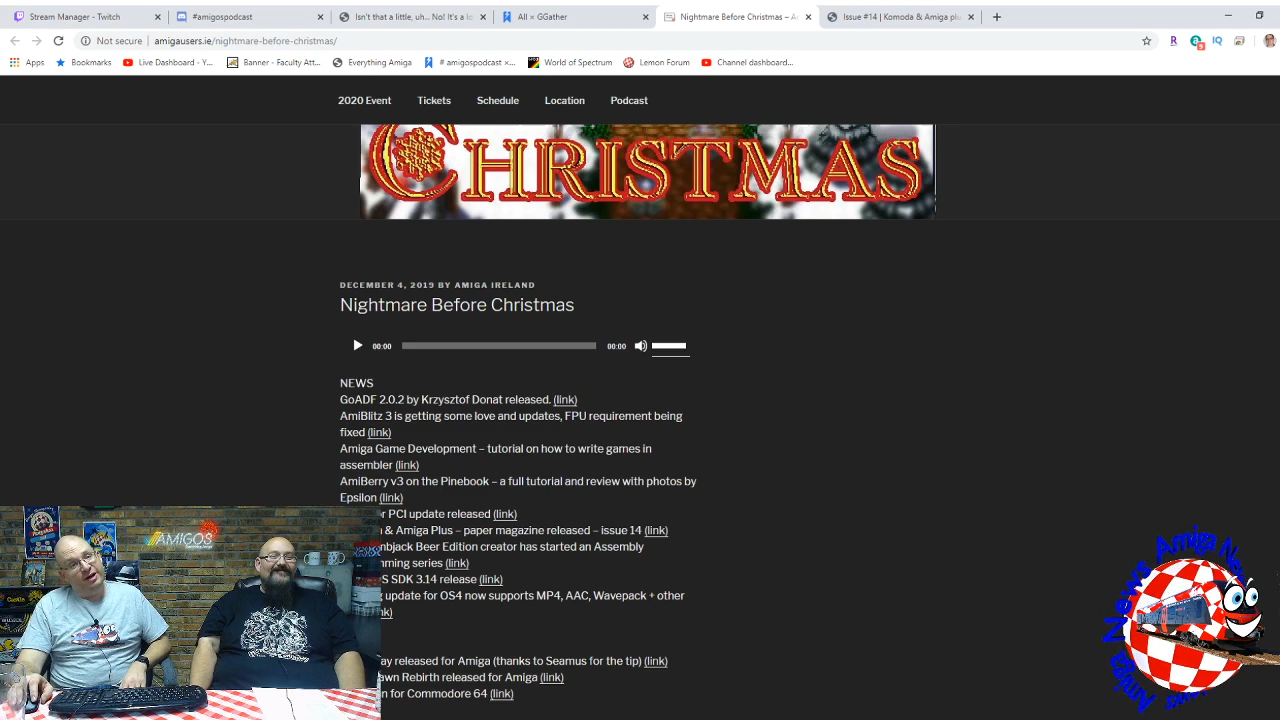 Stream Manager - Twitch
#amigospodcast
Isn't that a little, uh... No! It's a lo
All × GGather
Nightmare Before Christmas – A
Issue #14 | Komoda & Amiga plu
Not secure | amigausers.ie/nightmare-before-christmas/
Apps
Bookmarks
Live Dashboard - Y...
Banner - Faculty Att...
Everything Amiga
# amigospodcast ×...
World of Spectrum
Lemon Forum
Channel dashboard...
2020 Event
Tickets
Schedule
Location
Podcast
CHRISTMAS
DECEMBER 4, 2019 BY AMIGA IRELAND
Nightmare Before Christmas
00:00
00:00
NEWS
GoADF 2.0.2 by Krzysztof Donat released. (link)
AmiBlitz 3 is getting some love and updates, FPU requirement being
fixed (link)
Amiga Game Development – tutorial on how to write games in
assembler (link)
AmiBerry v3 on the Pinebook – a full tutorial and review with photos by
Epsilon (link)
r PCI update released (link)
& Amiga Plus – paper magazine released – issue 14 (link)
mbjack Beer Edition creator has started an Assembly
mming series (link)
S SDK 3.14 release (link)
update for OS4 now supports MP4, AAC, Wavepack + other
nk)
ay released for Amiga (thanks to Seamus for the tip) (link)
awn Rebirth released for Amiga (link)
n for Commodore 64 (link)
AMIGOS
Amiga News
Amiga News